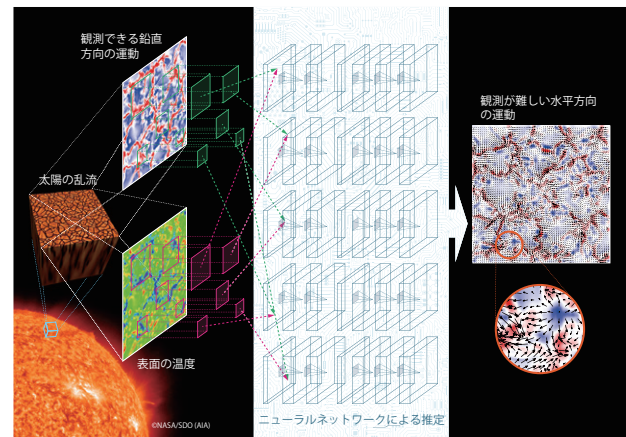 観測できる鉛直
方向の運動
太陽の乱流
表面の温度
©NASA/SDO (AIA)
ニューラルネットワークによる推定
観測が難しい水平方向
の運動